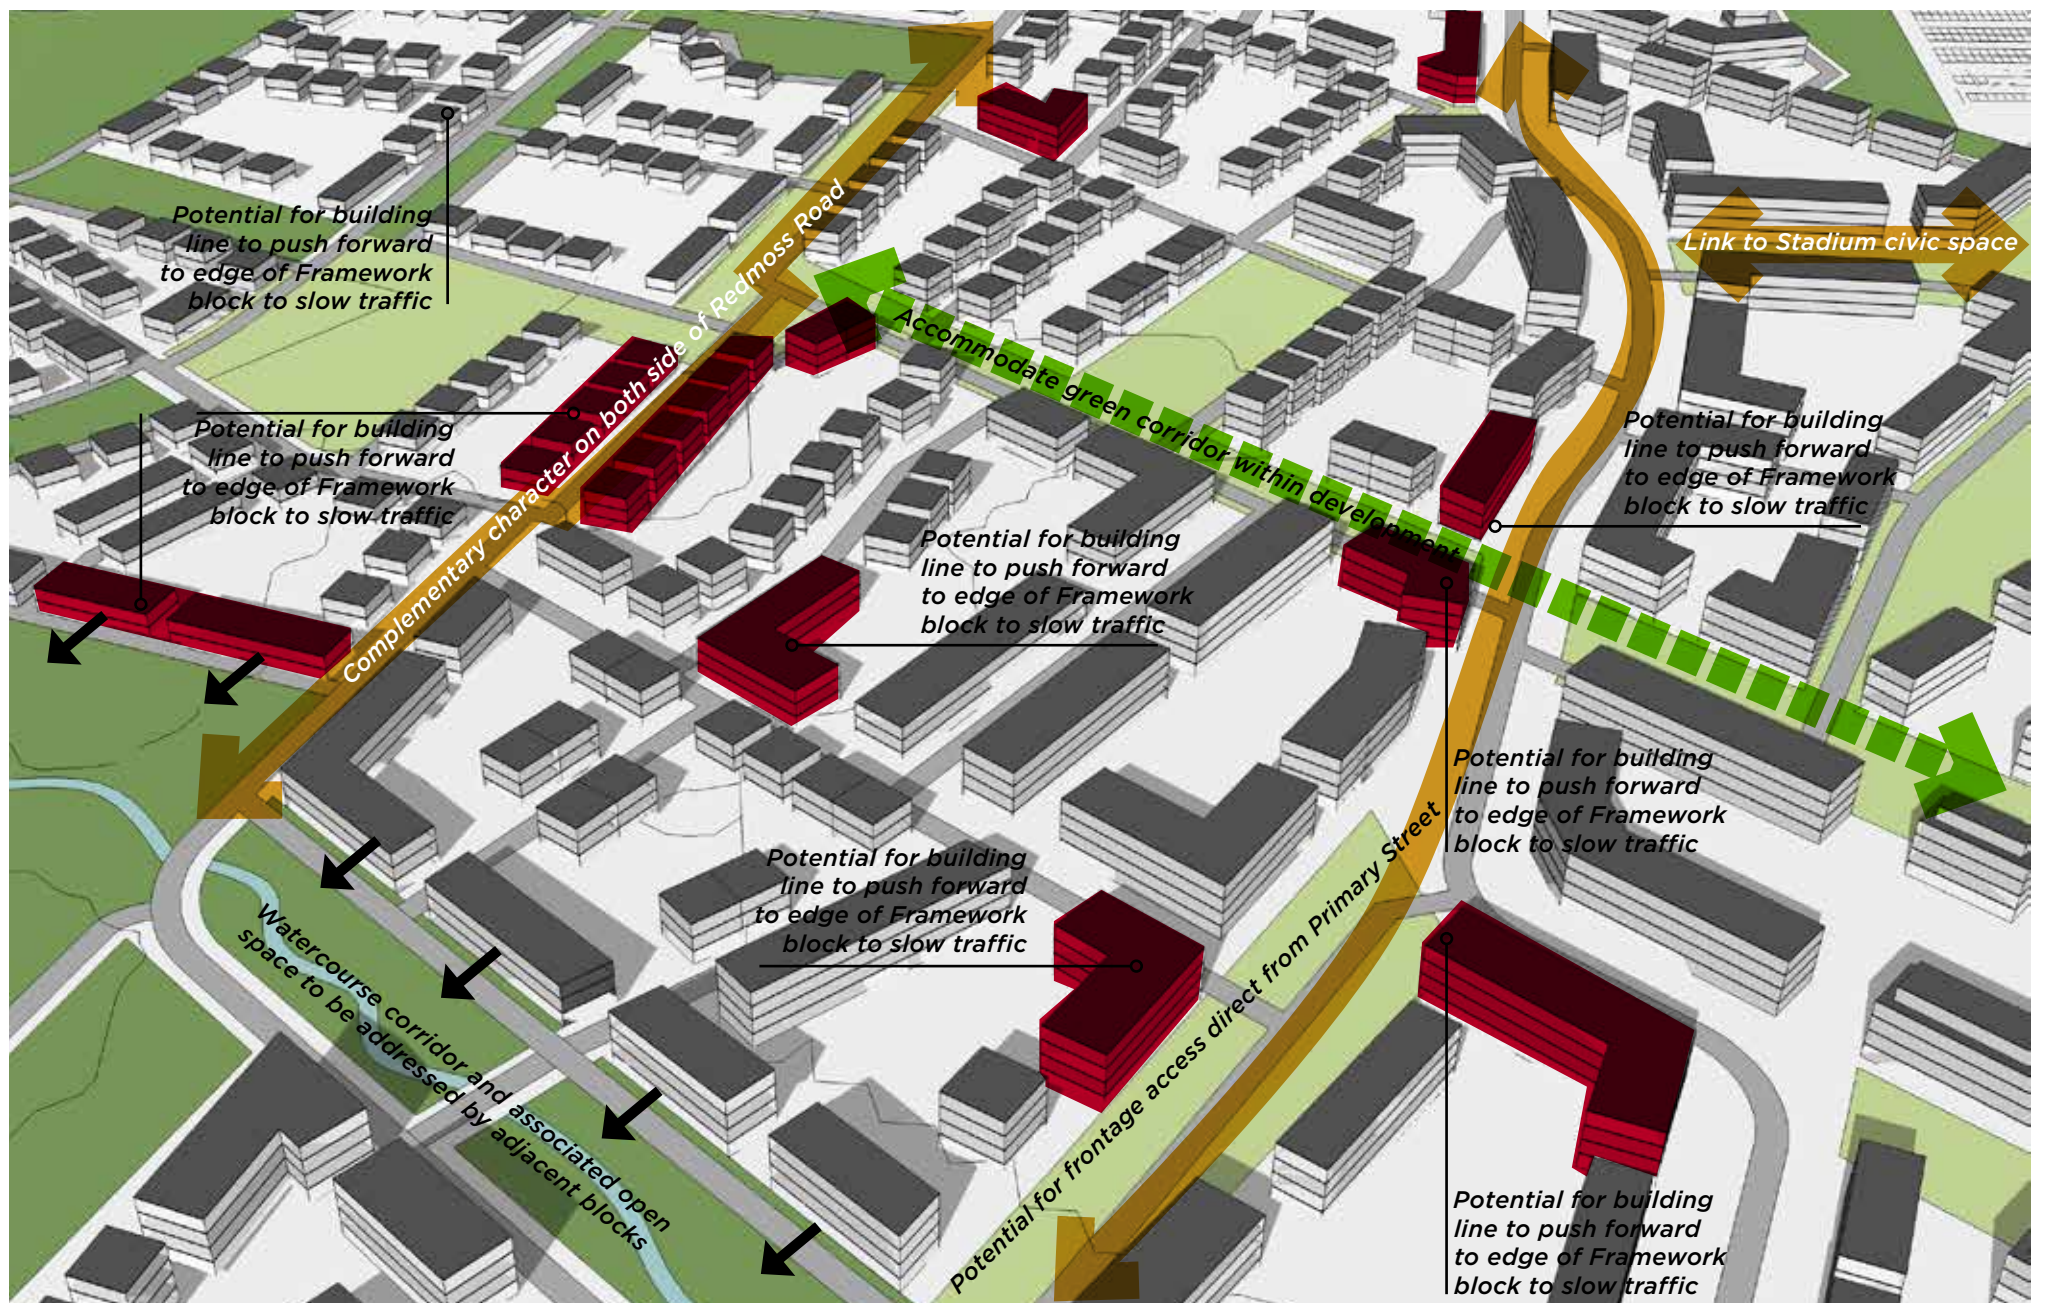 Potential for building
line to push forward
to edge of Framework
block to slow traffic
Complementary character on both side of Redmoss Road
Link to Stadium civic space
Accommodate green corridor within development
Potential for building
line to push forward
to edge of Framework
block to slow traffic
Potential for building
line to push forward
to edge of Framework
block to slow traffic
Potential for building
line to push forward
to edge of Framework
block to slow traffic
Potential for building
line to push forward
to edge of Framework
block to slow traffic
Potential for building
line to push forward
to edge of Framework
block to slow traffic
Potential for frontage access direct from Primary Street
Watercourse corridor and associated open
space to be addressed by adjacent blocks
Potential for building
line to push forward
to edge of Framework
block to slow traffic